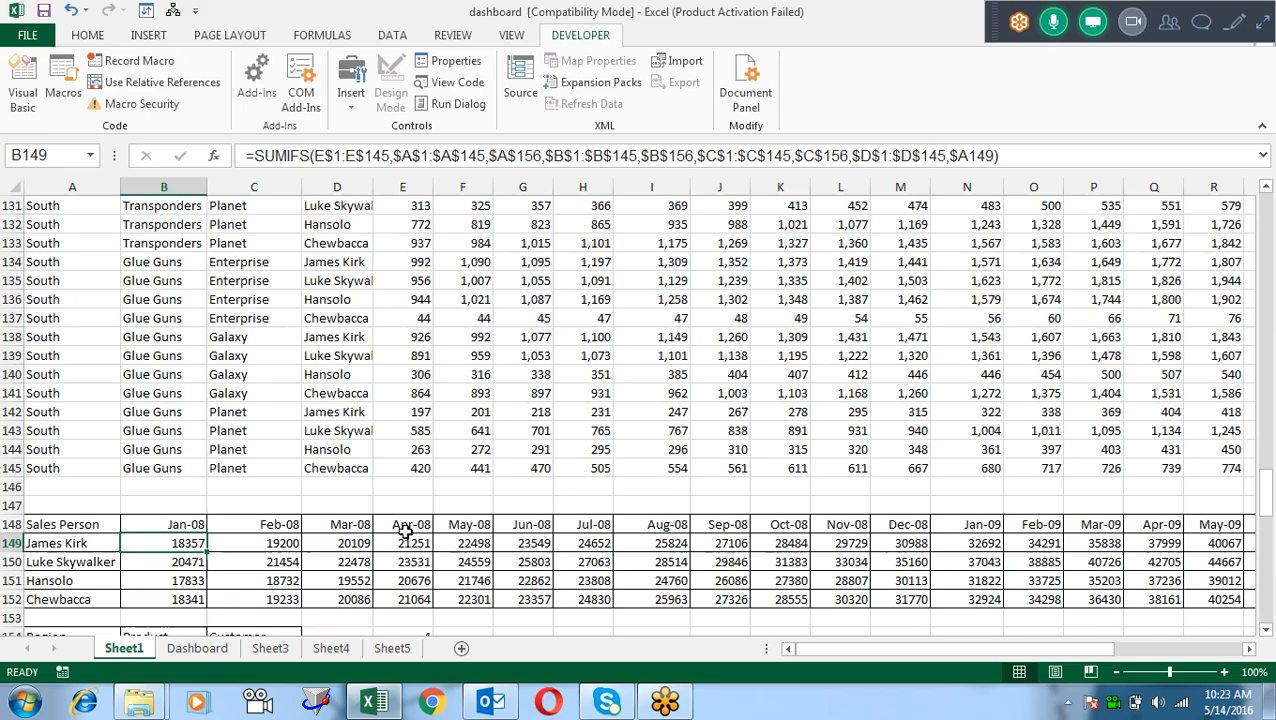 dashboard [Compatibility Mode] - Excel (Product Activation Failed)
FILE HOME INSERT PAGE LAYOUT FORMULAS DATA REVIEW VIEW DEVELOPER
Visual Basic
Macros
Record Macro
Use Relative References
Macro Security
Code
Add-Ins
COM Add-Ins
Add-Ins
Insert
Design Mode
Properties
View Code
Run Dialog
Controls
Source
Map Properties
Expansion Packs
Refresh Data
Import
Export
XML
Document Panel
Modify
B149 fx =SUMIFS(E$1:E$145,$A$1:$A$145,$A$156,$B$1:$B$145,$B$156,$C$1:$C$145,$C$156,$D$1:$D$145,$A149)
A B C D E F G H I J K L M N O P Q R
131 South Transponders Planet Luke Skywal 313 325 357 366 369 399 413 452 474 483 500 535 551 579
132 South Transponders Planet Hansolo 772 819 823 865 935 988 1,021 1,077 1,169 1,243 1,328 1,449 1,591 1,726
133 South Transponders Planet Chewbacca 937 984 1,015 1,101 1,175 1,269 1,327 1,360 1,435 1,567 1,583 1,603 1,677 1,842
134 South Glue Guns Enterprise James Kirk 992 1,090 1,095 1,197 1,309 1,352 1,373 1,419 1,441 1,571 1,634 1,649 1,772 1,807
135 South Glue Guns Enterprise Luke Skywal 956 1,007 1,055 1,091 1,129 1,239 1,335 1,402 1,503 1,623 1,772 1,815 1,826 1,944
136 South Glue Guns Enterprise Hansolo 944 1,021 1,087 1,169 1,258 1,302 1,348 1,387 1,462 1,579 1,674 1,744 1,800 1,902
137 South Glue Guns Enterprise Chewbacca 44 44 45 47 47 48 49 54 55 56 60 66 71 76
138 South Glue Guns Galaxy James Kirk 926 992 1,077 1,100 1,149 1,260 1,309 1,431 1,471 1,543 1,607 1,663 1,810 1,843
139 South Glue Guns Galaxy Luke Skywal 891 959 1,053 1,073 1,101 1,138 1,195 1,222 1,320 1,361 1,396 1,478 1,598 1,607
140 South Glue Guns Galaxy Hansolo 306 316 338 351 385 404 407 412 446 446 454 500 507 540
141 South Glue Guns Galaxy Chewbacca 864 893 897 931 962 1,003 1,103 1,168 1,260 1,272 1,375 1,404 1,531 1,586
142 South Glue Guns Planet James Kirk 197 201 218 231 247 267 278 295 315 322 338 369 404 418
143 South Glue Guns Planet Luke Skywal 585 641 701 765 767 838 891 931 940 1,004 1,011 1,095 1,134 1,245
144 South Glue Guns Planet Hansolo 263 272 291 295 296 310 315 320 348 361 397 403 431 450
145 South Glue Guns Planet Chewbacca 420 441 470 505 554 561 611 611 667 680 717 726 739 774
146
147
148 Sales Person Jan-08 Feb-08 Mar-08 Apr-08 May-08 Jun-08 Jul-08 Aug-08 Sep-08 Oct-08 Nov-08 Dec-08 Jan-09 Feb-09 Mar-09 Apr-09 May-09
149 James Kirk 18357 19200 20109 21251 22498 23549 24652 25824 27106 28484 29729 30988 32692 34291 35838 37999 40067
150 Luke Skywalker 20471 21454 22478 23531 24559 25803 27063 28514 29846 31383 33034 35160 37043 38885 40726 42705 44667
151 Hansolo 17833 18732 19552 20676 21746 22862 23808 24760 26086 27380 28807 30113 31822 33725 35203 37236 39012
152 Chewbacca 18341 19233 20086 21064 22301 23357 24830 25963 27326 28555 30320 31770 32924 34298 36430 38161 40254
153
154 Region Product Customer 4
Sheet1 Dashboard Sheet3 Sheet4 Sheet5
READY 100%
10:23 AM
5/14/2016